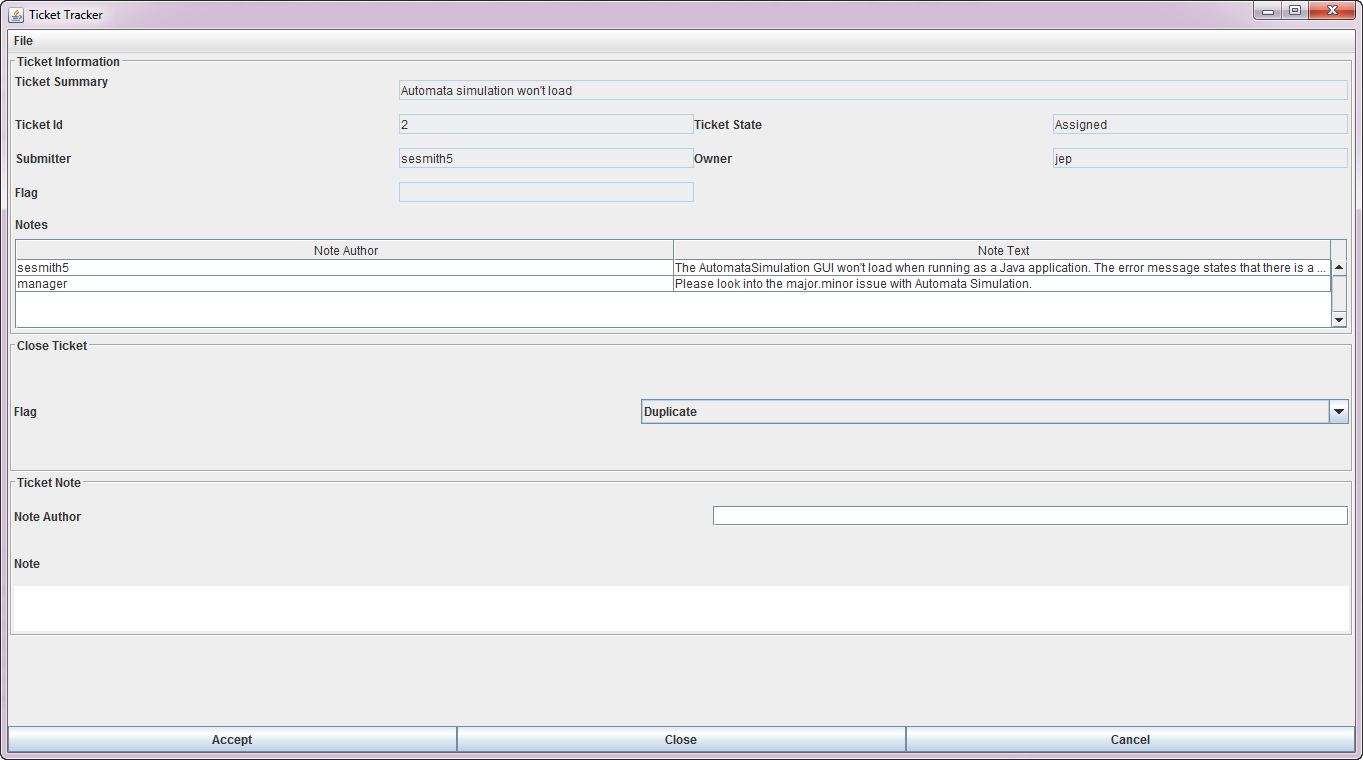 Ticket Tracker
File
Ticket Information
Ticket Summary
Automata simulation won't load
Ticket Id 2 Ticket State Assigned
Submitter sesmith5 Owner jep
Flag
Notes
Note Author Note Text
sesmith5 The AutomataSimulation GUI won't load when running as a Java application. The error message states that there is a ...
manager Please look into the major.minor issue with Automata Simulation.
Close Ticket
Flag Duplicate
Ticket Note
Note Author
Note
Accept Close Cancel